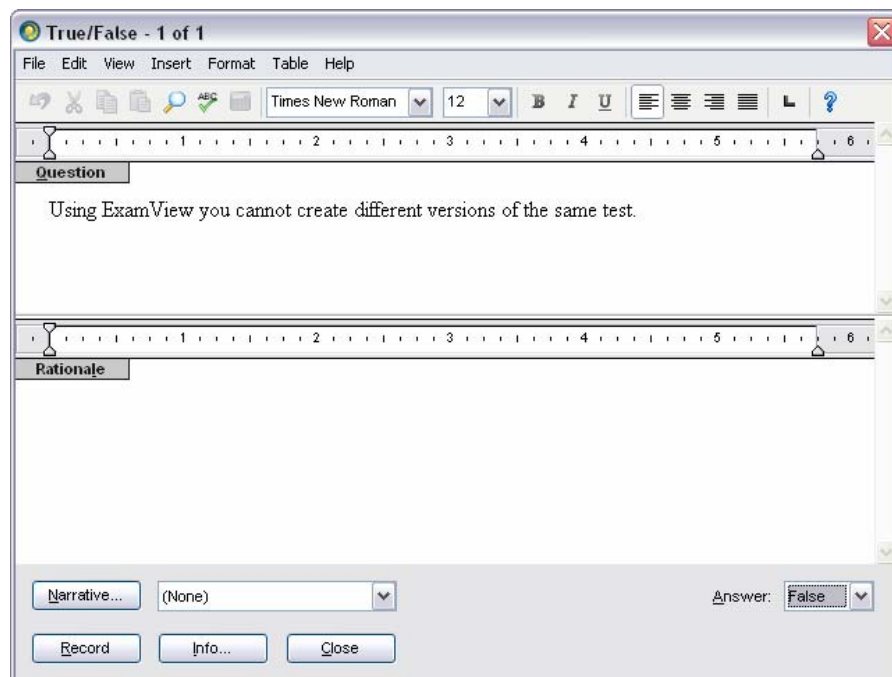 True/False - 1 of 1
File Edit View Insert Format Table Help
ABC Times New Roman 12 B I U L ?
1 2 3 4 5 6
Question
Using ExamView you cannot create different versions of the same test.
1 2 3 4 5 6
Rationale
Narrative... (None) Answer: False
Record Info... Close